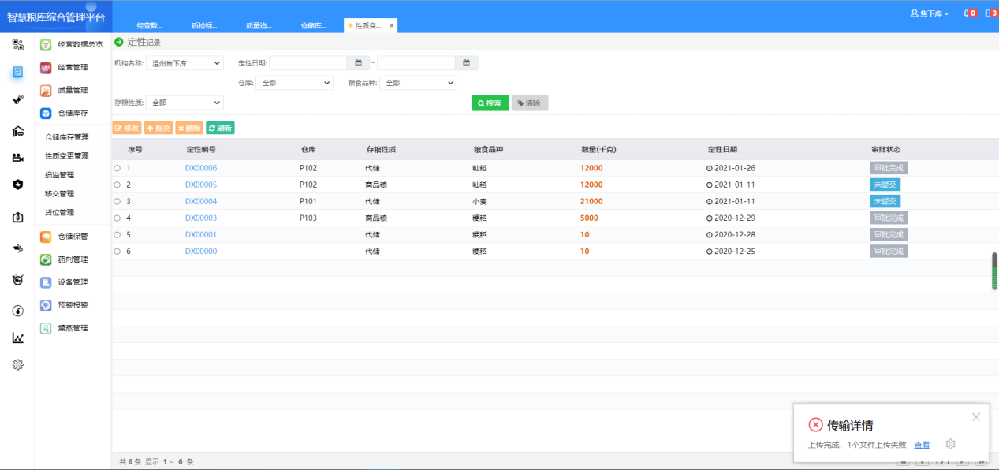 智慧粮库综合管理平台
经营数... 质检标... 质量追... 仓储库... 性质变... ×
焦下库 0 3
经营数据总览
经营管理
质量管理
仓储库存
仓储库存管理
性质变更管理
损溢管理
移交管理
货位管理
仓储保管
药剂管理
设备管理
预警报警
熏蒸管理
定性记录
机构名称: 温州焦下库 定性日期: ~
仓库: 全部 粮食品种: 全部
存粮性质: 全部 搜索 清除
修改 提交 删除 刷新
序号 定性编号 仓库 存粮性质 粮食品种 数量(千克) 定性日期 审批状态
1 DX00006 P102 代储 籼稻 12000 2021-01-26 审批完成
2 DX00005 P102 商品粮 籼稻 12000 2021-01-11 未提交
3 DX00004 P101 代储 小麦 21000 2021-01-11 未提交
4 DX00003 P103 商品粮 粳稻 5000 2020-12-29 审批完成
5 DX00001 代储 粳稻 10 2020-12-28 审批完成
6 DX00000 代储 粳稻 10 2020-12-25 审批完成
传输详情
上传完成，1个文件上传失败 查看
共 6 条 显示 1 ~ 6 条 1 / 1